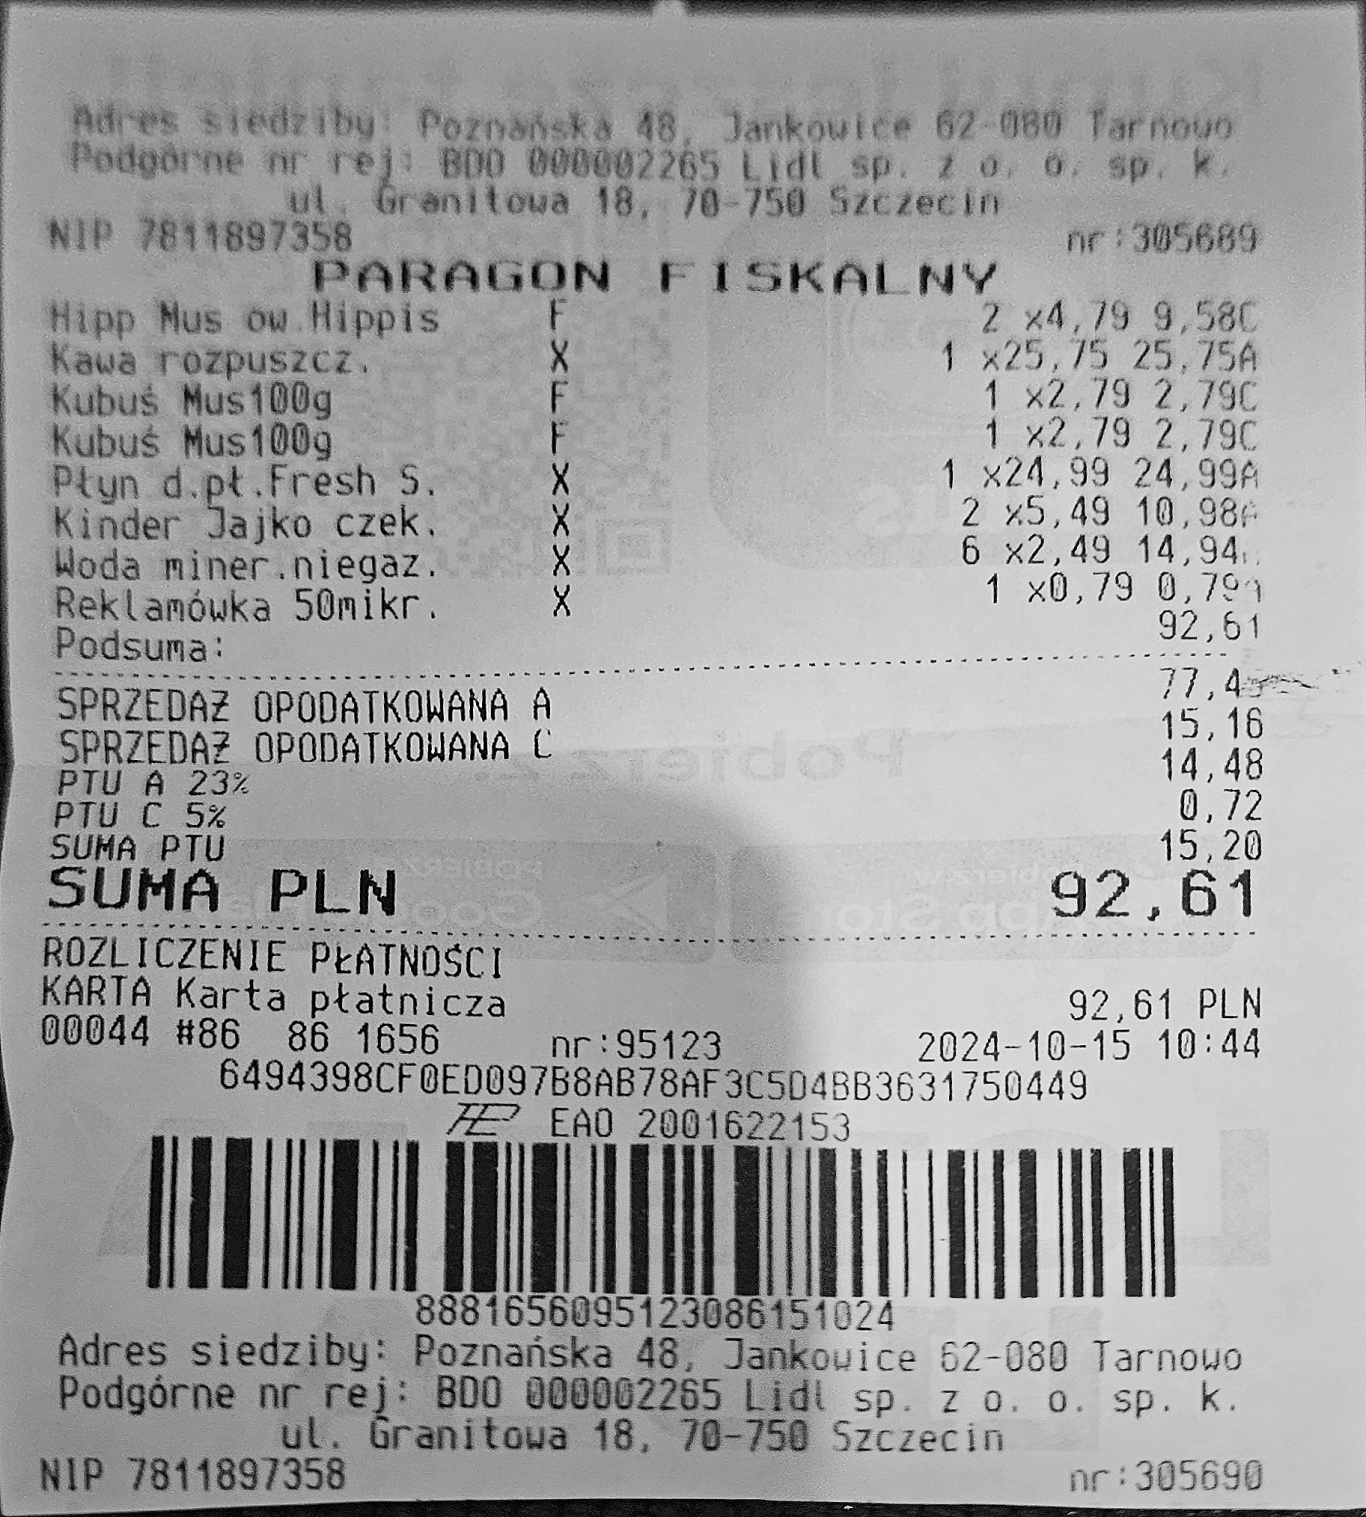 Adres siedziby: Poznańska 48, Jankowice 62-080 Tarnowo
Podgórne nr rej: BDO 000002265 Lidl sp. z o. o. sp. k.
ul. Granitowa 18, 70-750 Szczecin
NIP 7811897358 nr:305689
PARAGON FISKALNY
Hipp Mus ow.Hippis F 2 x4,79 9,58C
Kawa rozpuszcz. X 1 x25,75 25,75A
Kubuś Mus100g F 1 x2,79 2,79C
Kubuś Mus100g F 1 x2,79 2,79C
Płyn d.pł.Fresh S. X 1 x24,99 24,99A
Kinder Jajko czek. X 2 x5,49 10,98A
Woda miner.niegaz. X 6 x2,49 14,94
Reklamówka 50mikr. X 1 x0,79 0,79
Podsuma: 92,61
SPRZEDAŻ OPODATKOWANA A 77,4
SPRZEDAŻ OPODATKOWANA C 15,16
PTU A 23% 14,48
PTU C 5% 0,72
SUMA PTU 15,20
SUMA PLN 92,61
ROZLICZENIE PŁATNOŚCI
KARTA Karta płatnicza 92,61 PLN
00044 #86 86 1656 nr:95123 2024-10-15 10:44
6494398CF0ED097B8AB78AF3C5D4BB3631750449
EAO 2001622153
8881656095123086151024
Adres siedziby: Poznańska 48, Jankowice 62-080 Tarnowo
Podgórne nr rej: BDO 000002265 Lidl sp. z o. o. sp. k.
ul. Granitowa 18, 70-750 Szczecin
NIP 7811897358 nr:305690